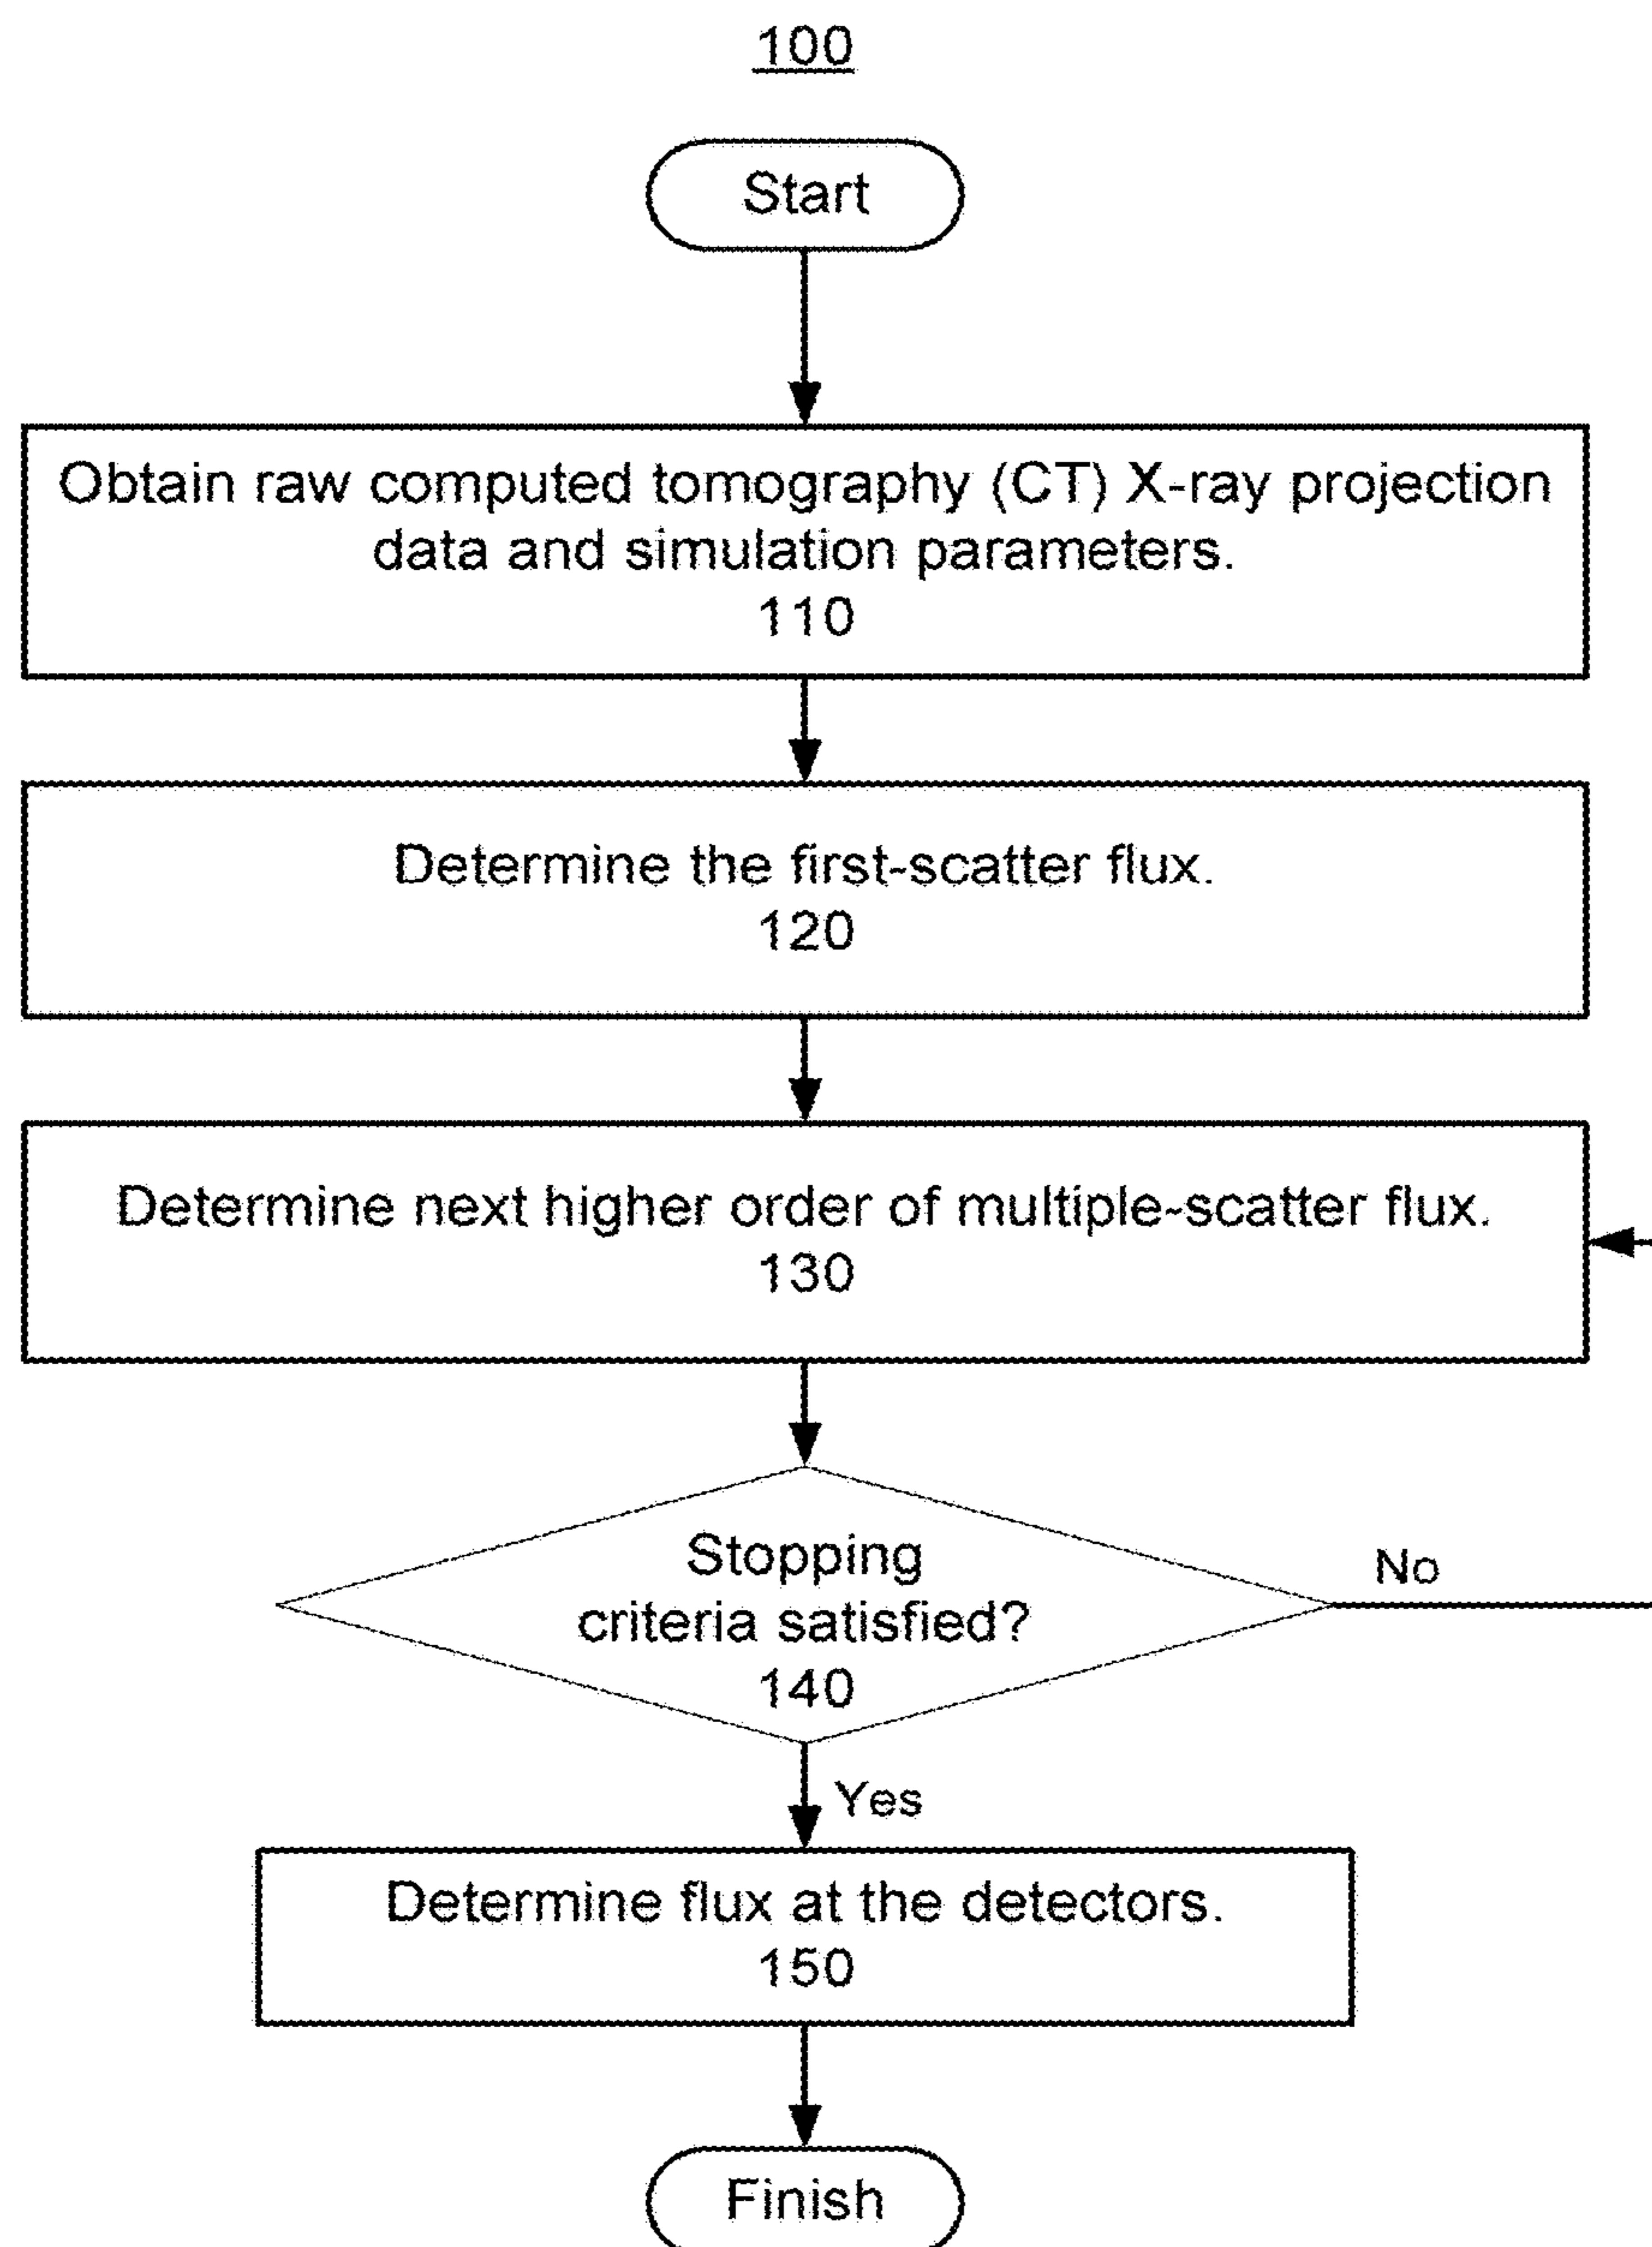 100
Start
Obtain raw computed tomography (CT) X-ray projection
data and simulation parameters.
110
Determine the first-scatter flux.
120
Determine next higher order of multiple-scatter flux.
130
Stopping
criteria satisfied?
140
No
Yes
Determine flux at the detectors.
150
Finish